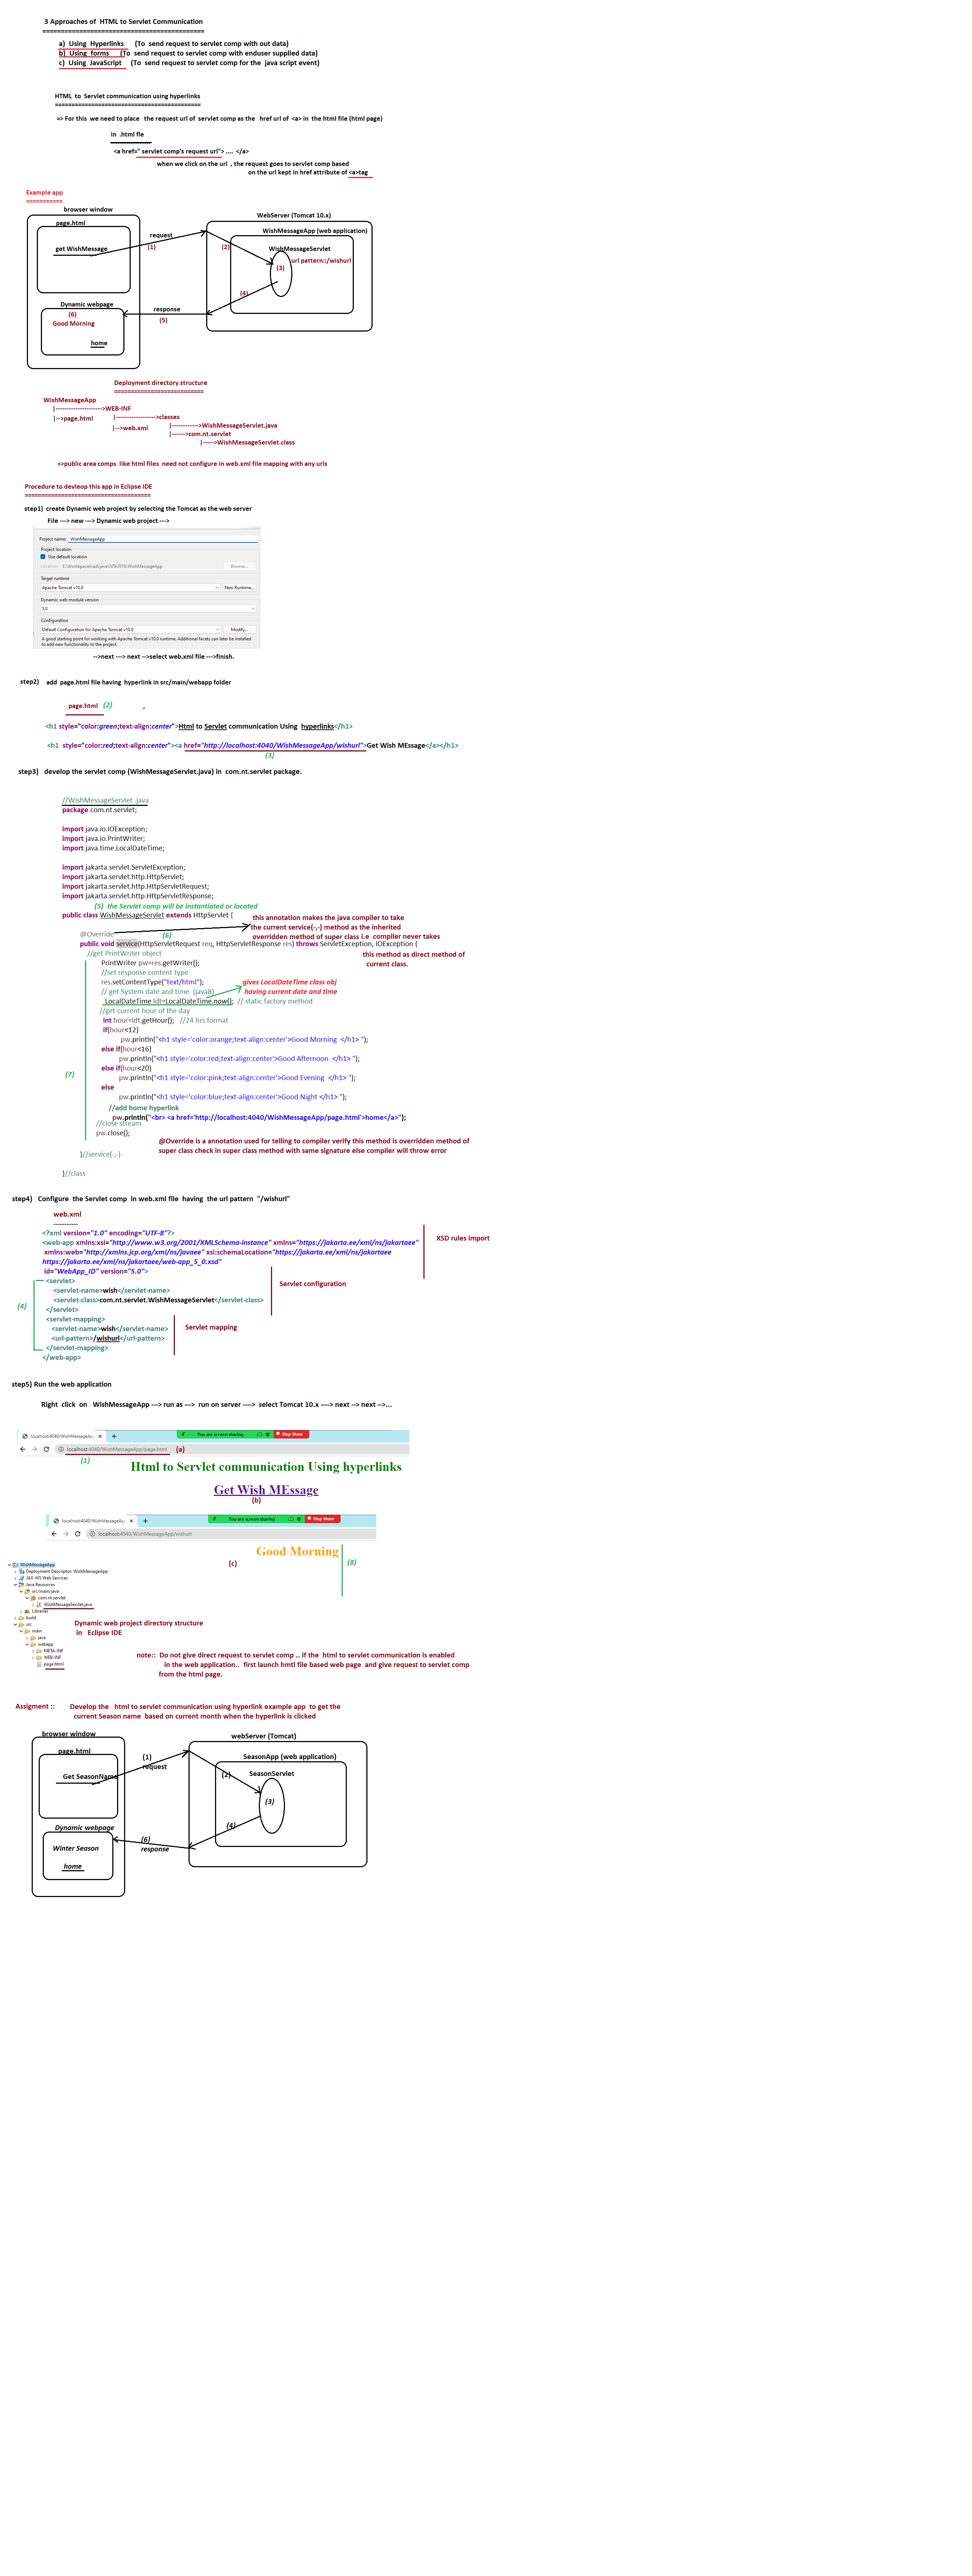 3 Approaches of  HTML to Servlet Communication
=============================================
a)  Using  Hyperlinks     (To  send request to servlet comp with out data)
b)  Using  forms     (To  send request to servlet comp with enduser supplied data)
c)  Using  JavaScript    (To  send request to servlet comp for the  java script event)
HTML  to  Servlet communication using hyperlinks
============================================
=> For this  we need to place   the request url of  servlet comp as the   href url of  <a> in  the html file (html page)
In  .html fle
<a href=" servlet comp's request url"> .... </a>
when we click on the url  , the request goes to servlet comp based
on the url kept in href attribute of <a>tag
Example app
===========
browser window
page.html
get WishMessage
request
(1)
WebServer (Tomcat 10.x)
WishMessageApp (web application)
WishMessageServlet
url pattern::/wishurl
(2)
(3)
(4)
Dynamic webpage
(6)
Good Morning
home
response
(5)
Deployment directory structure
===========================
WishMessageApp
|--------------------->WEB-INF
|-->page.html
|------------------>classes
|-->web.xml
|------------>WishMessageServlet.java
|------>com.nt.servlet
|----->WishMessageServlet.class
=>public area comps  like html files  need not configure in web.xml file mapping with any urls
Procedure to devleop this app in Eclipse IDE
======================================
step1)  create Dynamic web project by selecting the Tomcat as the web server
File ---> new ---> Dynamic web project --->
Project name: WishMessageApp
Project location
Use default location
Browse...
Target runtime
Apache Tomcat v10.0
New Runtime...
Dynamic web module version
5.0
Configuration
Default Configuration for Apache Tomcat v10.0
Modify...
A good starting point for working with Apache Tomcat v10.0 runtime. Additional facets can later be installed
to add new functionality to the project.
-->next ---> next -->select web.xml file --->finish.
step2)    add  page.html file having  hyperlink in src/main/webapp folder
page.html  (2)
<h1 style="color:green;text-align:center">Html to Servlet communication Using  hyperlinks</h1>
<h1  style="color:red;text-align:center"><a href="http://localhost:4040/WishMessageApp/wishurl">Get Wish MEssage</a></h1>
(3)
step3)   develop the servlet comp (WishMessageServlet.java) in  com.nt.servlet package.
//WishMessageServlet .java
package com.nt.servlet;
import java.io.IOException;
import java.io.PrintWriter;
import java.time.LocalDateTime;
import jakarta.servlet.ServletException;
import jakarta.servlet.http.HttpServlet;
import jakarta.servlet.http.HttpServletRequest;
import jakarta.servlet.http.HttpServletResponse;
(5)  the Servlet comp will be instantiated or located
public class WishMessageServlet extends HttpServlet {
this annotation makes the java compiler to take
the current service(-,-) method as the inherited
overridden method of super class i.e  compiler never takes
this method as direct method of
current class.
@Override
(6)
public void service(HttpServletRequest req, HttpServletResponse res) throws ServletException, IOException {
//get PrintWriter object
PrintWriter pw=res.getWriter();
//set response content type
res.setContentType("text/html");
// get System date and time  (java8)
gives LocalDateTime class obj
having current date and time
LocalDateTime ldt=LocalDateTime.now();  // static factory method
//get current hour of the day
int hour=ldt.getHour();   //24 hrs format
if(hour<12)
pw.println("<h1 style='color:orange;text-align:center'>Good Morning  </h1> ");
else if(hour<16)
pw.println("<h1 style='color:red;text-align:center'>Good Afternoon  </h1> ");
else if(hour<20)
pw.println("<h1 style='color:pink;text-align:center'>Good Evening  </h1> ");
else
pw.println("<h1 style='color:blue;text-align:center'>Good Night </h1> ");
(7)
//add home hyperlink
pw.println("<br> <a href='http://localhost:4040/WishMessageApp/page.html'>home</a>");
//close stream
pw.close();
@Override is a annotation used for telling to compiler verify this method is overridden method of
super class check in super class method with same signature else compiler will throw error
}//service(-,-)
}//class
step4)   Configure  the Servlet comp  in web.xml file  having  the url pattern  "/wishurl"
web.xml
-----------
<?xml version="1.0" encoding="UTF-8"?>
<web-app xmlns:xsi="http://www.w3.org/2001/XMLSchema-instance" xmlns="https://jakarta.ee/xml/ns/jakartaee"
xmlns:web="http://xmlns.jcp.org/xml/ns/javaee" xsi:schemaLocation="https://jakarta.ee/xml/ns/jakartaee
https://jakarta.ee/xml/ns/jakartaee/web-app_5_0.xsd"
id="WebApp_ID" version="5.0">
XSD rules import
<servlet>
<servlet-name>wish</servlet-name>
<servlet-class>com.nt.servlet.WishMessageServlet</servlet-class>
</servlet>
Servlet configuration
(4)
<servlet-mapping>
<servlet-name>wish</servlet-name>
<url-pattern>/wishurl</url-pattern>
</servlet-mapping>
Servlet mapping
</web-app>
step5) Run the web application
Right  click  on   WishMessageApp ---> run as --->  run on server ---->  select Tomcat 10.x ----> next --> next -->...
localhost:4040/WishMessageApp
You are screen sharing
Stop Share
localhost:4040/WishMessageApp/page.html
(a)
(1)
Html to Servlet communication Using hyperlinks
Get Wish MEssage
(b)
localhost:4040/WishMessageAp
You are screen sharing
Stop Share
localhost:4040/WishMessageApp/wishurl
Good Morning
(c)
(8)
WishMessageApp
Deployment Descriptor: WishMessageApp
JAX-WS Web Services
Java Resources
src/main/java
com.nt.servlet
WishMessageServlet.java
Libraries
build
src
main
java
webapp
META-INF
WEB-INF
page.html
Dynamic web project directory structure
in   Eclipse IDE
note::  Do not give direct request to servlet comp .. if the  html to servlet communication is enabled
in the web application..  first launch hmtl file based web page  and give request to servlet comp
from the html page.
Assigment ::
Develop the   html to servlet communication using hyperlink example app  to get the
current Season name  based on current month when the hyperlink is clicked
browser window
page.html
Get SeasonName
(1)
request
webServer (Tomcat)
SeasonApp (web application)
SeasonServlet
(2)
(3)
(4)
Dynamic webpage
Winter Season
home
(6)
response